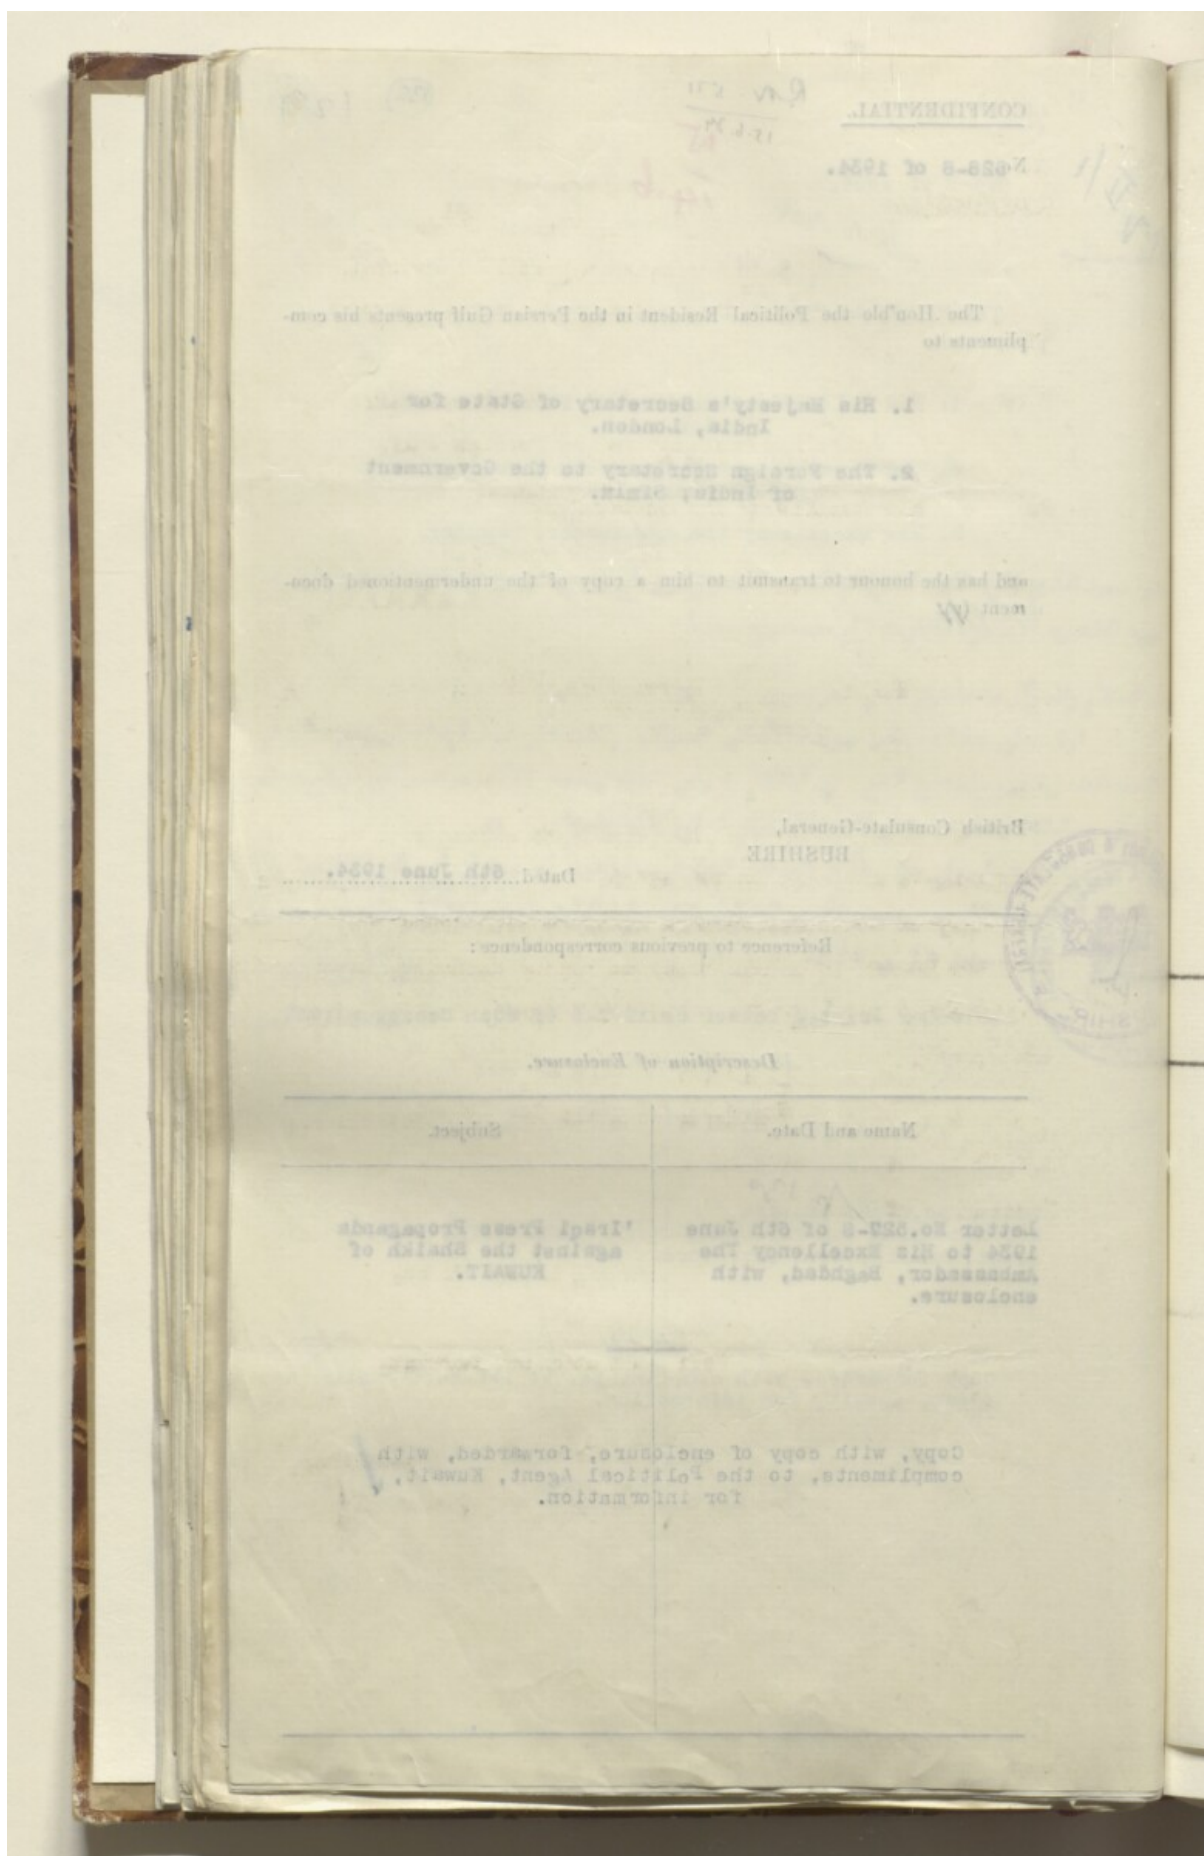 CONFIDENTIAL.
No 528-S of 1934.
The Hon'ble the Political Resident in the Persian Gulf presents his com-
pliments to
1. His Majesty's Secretary of State for
India, London.
2. The Foreign Secretary to the Government
of India, Simla.
and has the honour to transmit to him a copy of the undermentioned docu-
ment
British Consulate-General,
BUSHIRE
Dated 6th June 1934.
Reference to previous correspondence:
Description of Enclosure.
Name and Date.
Subject.
Letter No.527-S of 6th June
1934 to His Excellency The
Ambassador, Baghdad, with
enclosure.
'Iraqi Press Propaganda
against the Shaikh of
KUWAIT.
Copy, with copy of enclosure, forwarded, with
compliments, to the Political Agent, Kuwait,
for information.